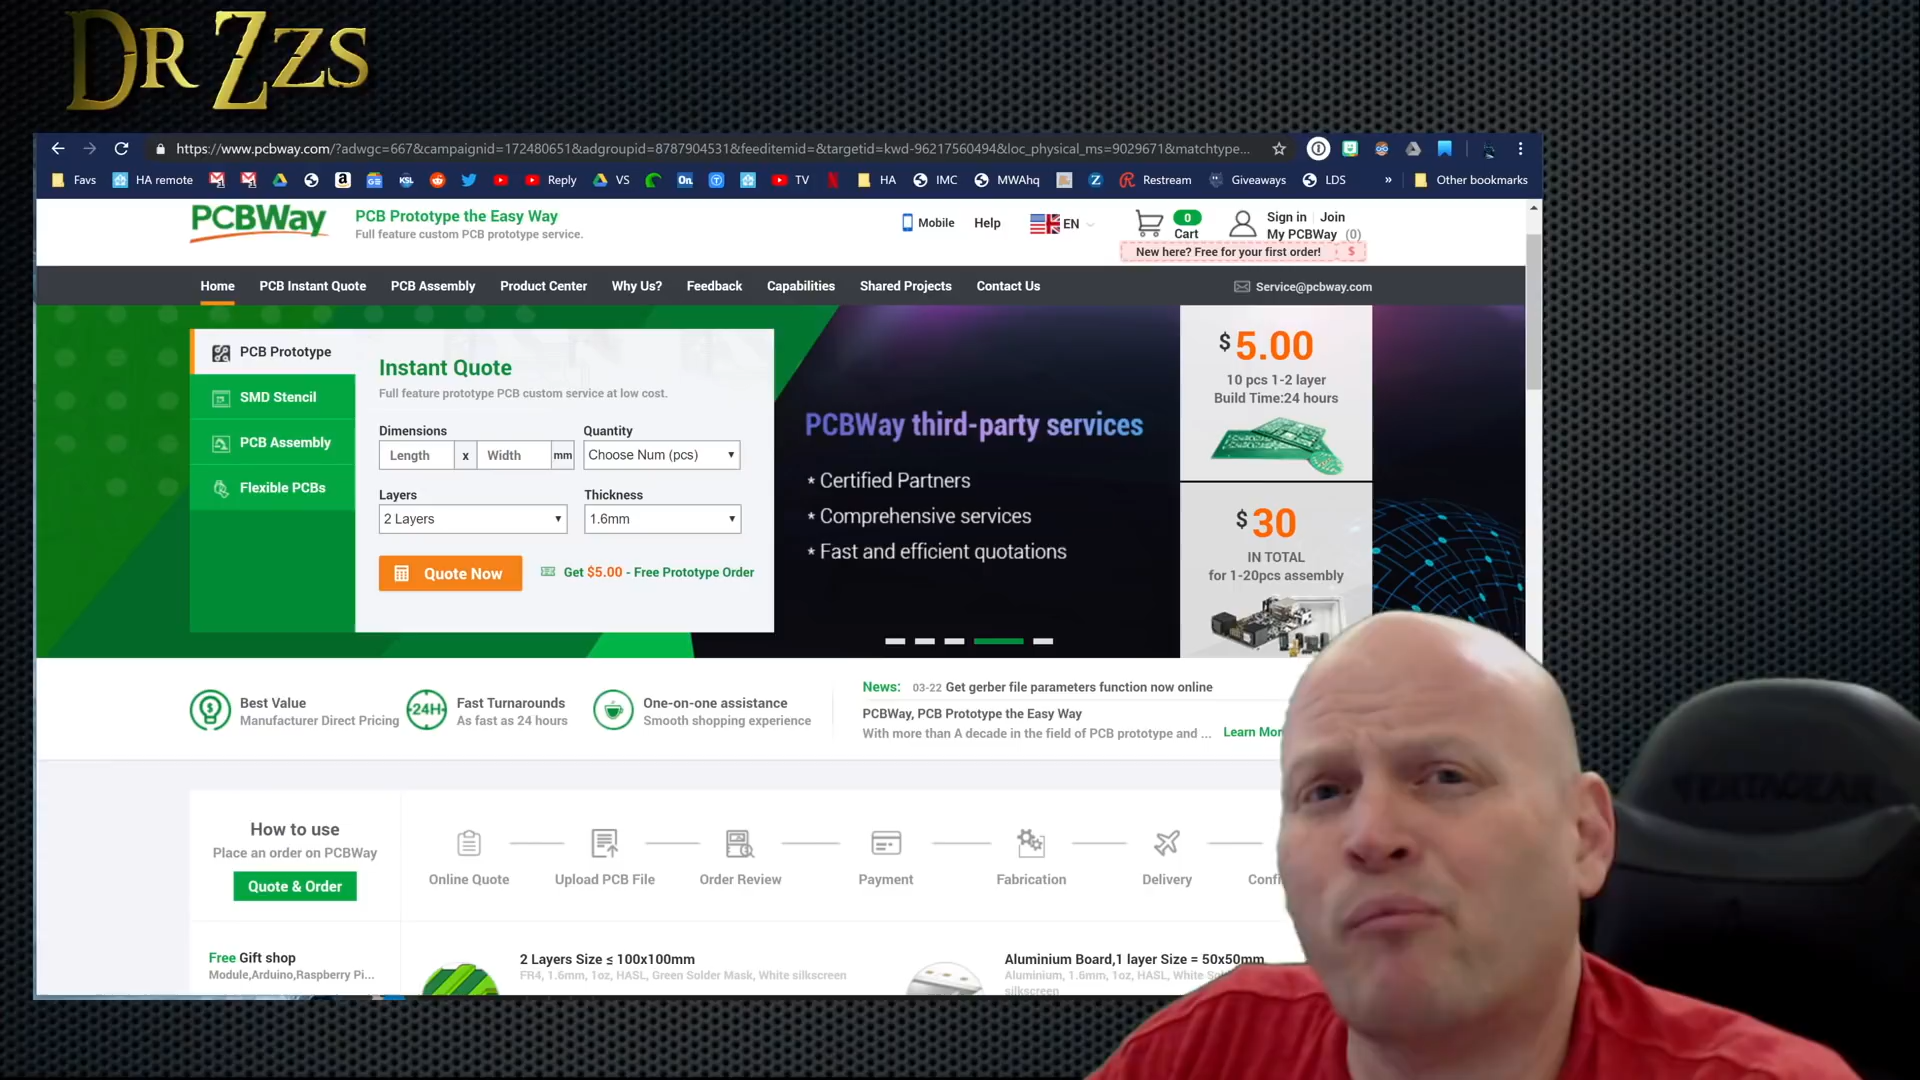 DR ZZS
https://www.pcbway.com/?adwgc=667&campaignid=172480651&adgroupid=8787904531&feeditemid=&targetid=kwd-96217560494&loc_physical_ms=9029671&matchtype...
Favs HA remote Reply VS On TV HA IMC MWAhq Restream Giveaways LDS » Other bookmarks
PCBWay
PCB Prototype the Easy Way
Full feature custom PCB prototype service.
Mobile Help EN 0 Cart
Sign in Join
My PCBWay (0)
New here? Free for your first order! $
Home PCB Instant Quote PCB Assembly Product Center Why Us? Feedback Capabilities Shared Projects Contact Us Service@pcbway.com
PCB Prototype
SMD Stencil
PCB Assembly
Flexible PCBs
Instant Quote
Full feature prototype PCB custom service at low cost.
Dimensions Quantity
Length x Width mm Choose Num (pcs)
Layers Thickness
2 Layers 1.6mm
Quote Now Get $5.00 - Free Prototype Order
PCBWay third-party services
* Certified Partners
* Comprehensive services
* Fast and efficient quotations
$ 5.00
10 pcs 1-2 layer
Build Time:24 hours
$ 30
IN TOTAL
for 1-20pcs assembly
Best Value
Manufacturer Direct Pricing
24H
Fast Turnarounds
As fast as 24 hours
One-on-one assistance
Smooth shopping experience
News: 03-22 Get gerber file parameters function now online
PCBWay, PCB Prototype the Easy Way
With more than A decade in the field of PCB prototype and ... Learn Mor
How to use
Place an order on PCBWay
Quote & Order
Online Quote Upload PCB File Order Review Payment Fabrication Delivery Confi
Free Gift shop
Module,Arduino,Raspberry Pi...
2 Layers Size ≤ 100x100mm
FR4, 1.6mm, 1oz, HASL, Green Solder Mask, White silkscreen
Aluminium Board,1 layer Size = 50x50mm
Aluminium, 1.6mm, 1oz, HASL, White
silkscreen